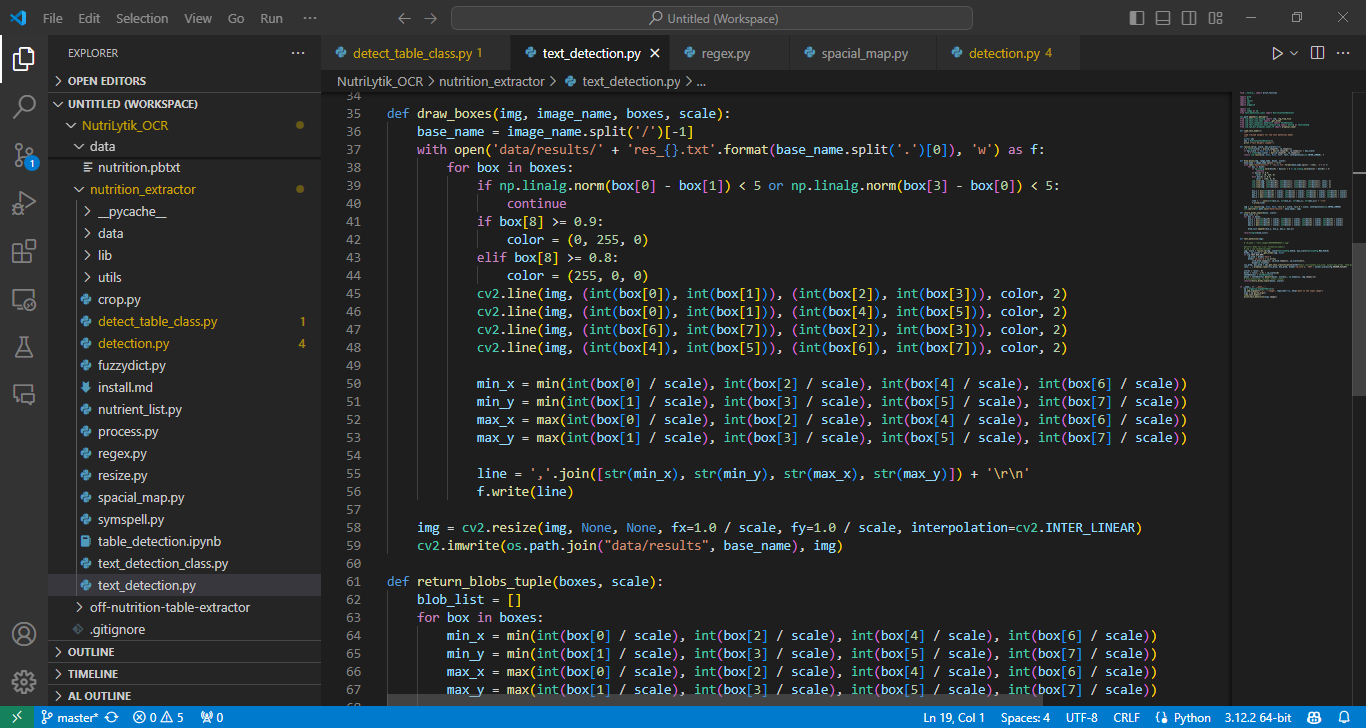 File Edit Selection View Go Run ··· Untitled (Workspace)
EXPLORER
OPEN EDITORS
UNTITLED (WORKSPACE)
NutriLytik_OCR
data
nutrition.pbtxt
nutrition_extractor
__pycache__
data
lib
utils
crop.py
detect_table_class.py 1
detection.py 4
fuzzydict.py
install.md
nutrient_list.py
process.py
regex.py
resize.py
spacial_map.py
symspell.py
table_detection.ipynb
text_detection_class.py
text_detection.py
off-nutrition-table-extractor
.gitignore
OUTLINE
TIMELINE
AL OUTLINE
1
detect_table_class.py 1 text_detection.py regex.py spacial_map.py detection.py 4
NutriLytik_OCR > nutrition_extractor > text_detection.py > ...
34
35 def draw_boxes(img, image_name, boxes, scale):
36 base_name = image_name.split('/')[-1]
37 with open('data/results/' + 'res_{}.txt'.format(base_name.split('.')[0]), 'w') as f:
38 for box in boxes:
39 if np.linalg.norm(box[0] - box[1]) < 5 or np.linalg.norm(box[3] - box[0]) < 5:
40 continue
41 if box[8] >= 0.9:
42 color = (0, 255, 0)
43 elif box[8] >= 0.8:
44 color = (255, 0, 0)
45 cv2.line(img, (int(box[0]), int(box[1])), (int(box[2]), int(box[3])), color, 2)
46 cv2.line(img, (int(box[0]), int(box[1])), (int(box[4]), int(box[5])), color, 2)
47 cv2.line(img, (int(box[6]), int(box[7])), (int(box[2]), int(box[3])), color, 2)
48 cv2.line(img, (int(box[4]), int(box[5])), (int(box[6]), int(box[7])), color, 2)
49
50 min_x = min(int(box[0] / scale), int(box[2] / scale), int(box[4] / scale), int(box[6] / scale))
51 min_y = min(int(box[1] / scale), int(box[3] / scale), int(box[5] / scale), int(box[7] / scale))
52 max_x = max(int(box[0] / scale), int(box[2] / scale), int(box[4] / scale), int(box[6] / scale))
53 max_y = max(int(box[1] / scale), int(box[3] / scale), int(box[5] / scale), int(box[7] / scale))
54
55 line = ','.join([str(min_x), str(min_y), str(max_x), str(max_y)]) + '\r\n'
56 f.write(line)
57
58 img = cv2.resize(img, None, None, fx=1.0 / scale, fy=1.0 / scale, interpolation=cv2.INTER_LINEAR)
59 cv2.imwrite(os.path.join("data/results", base_name), img)
60
61 def return_blobs_tuple(boxes, scale):
62 blob_list = []
63 for box in boxes:
64 min_x = min(int(box[0] / scale), int(box[2] / scale), int(box[4] / scale), int(box[6] / scale))
65 min_y = min(int(box[1] / scale), int(box[3] / scale), int(box[5] / scale), int(box[7] / scale))
66 max_x = max(int(box[0] / scale), int(box[2] / scale), int(box[4] / scale), int(box[6] / scale))
67 max_y = max(int(box[1] / scale), int(box[3] / scale), int(box[5] / scale), int(box[7] / scale))
master* 0 5 0 Ln 19, Col 1 Spaces: 4 UTF-8 CRLF Python 3.12.2 64-bit